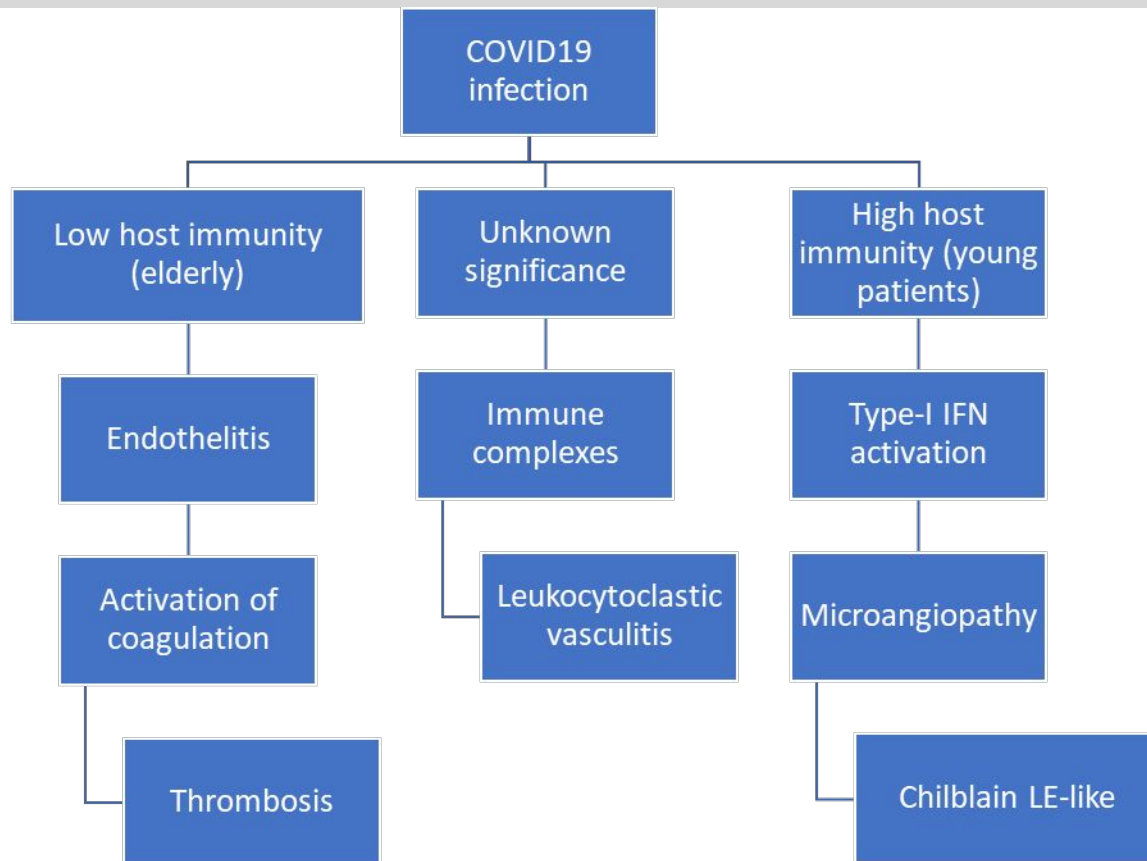 COVID19
infection
Low host immunity
(elderly)
Unknown
significance
High host
immunity (young
patients)
Endothelitis
Immune
complexes
Type-I IFN
activation
Activation of
coagulation
Leukocytoclastic
vasculitis
Microangiopathy
Thrombosis
Chilblain LE-like